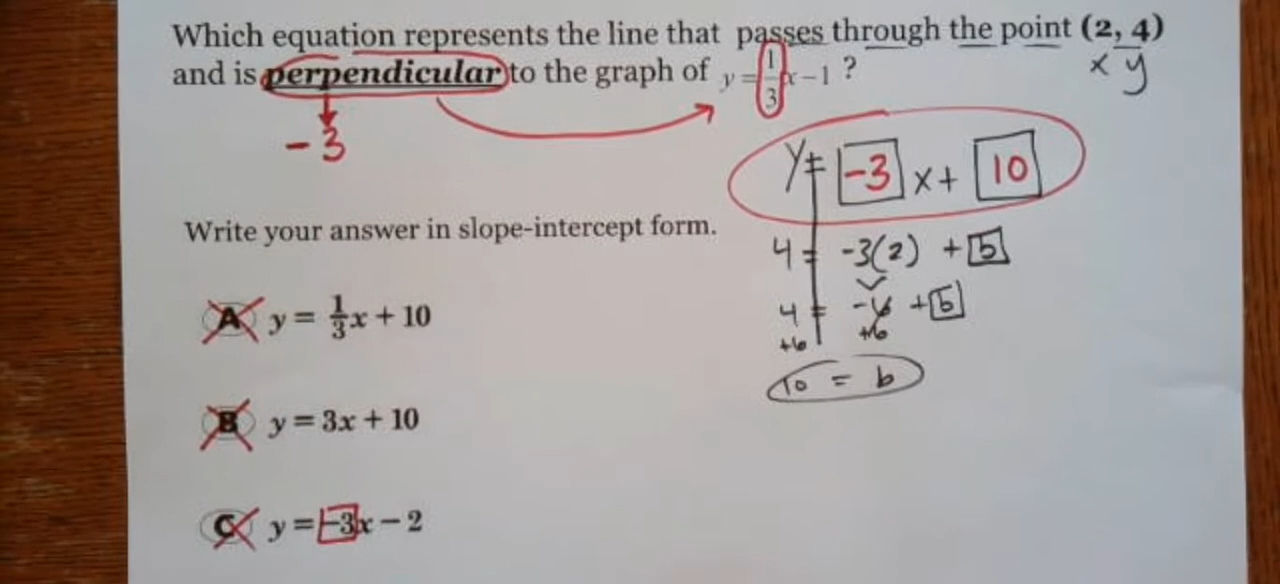 Which equation represents the line that passes through the point (2, 4)
and is perpendicular to the graph of y = 1/3 x − 1 ?
x y
-3
y = -3 x + 10
Write your answer in slope-intercept form.
4 = -3(2) + b
4 = -6 + b
+6 +6
10 = b
A y = 1/3 x + 10
B y = 3x + 10
C y = −3x − 2